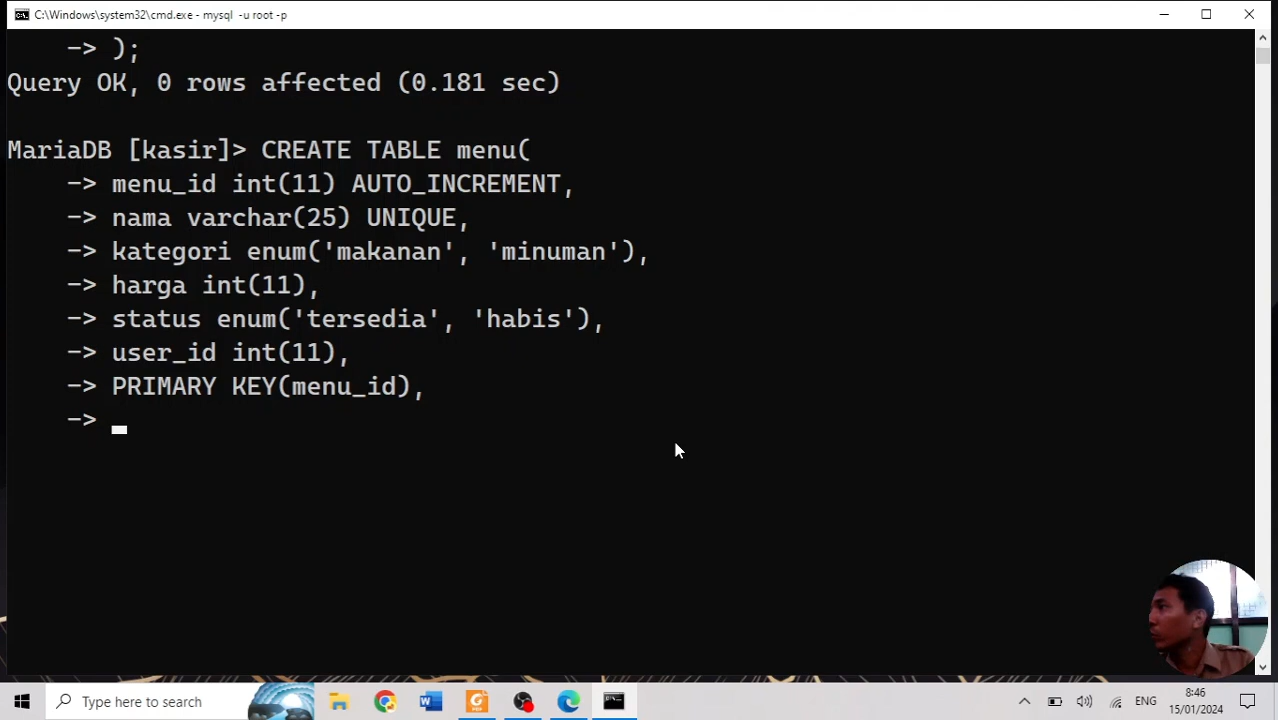 C:\Windows\system32\cmd.exe - mysql -u root -p
-> );
Query OK, 0 rows affected (0.181 sec)
MariaDB [kasir]> CREATE TABLE menu(
-> menu_id int(11) AUTO_INCREMENT,
-> nama varchar(25) UNIQUE,
-> kategori enum('makanan', 'minuman'),
-> harga int(11),
-> status enum('tersedia', 'habis'),
-> user_id int(11),
-> PRIMARY KEY(menu_id),
->
Type here to search
ENG
8:46
15/01/2024